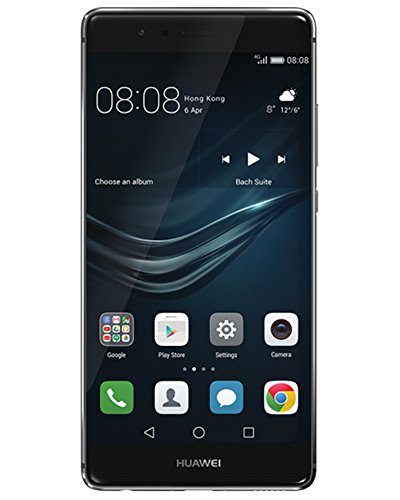 4G 08:08
08:08 Hong Kong
6 Apr
8° 12°/6°
Choose an album
Bach Suite
Google Play Store Settings Camera
HUAWEI